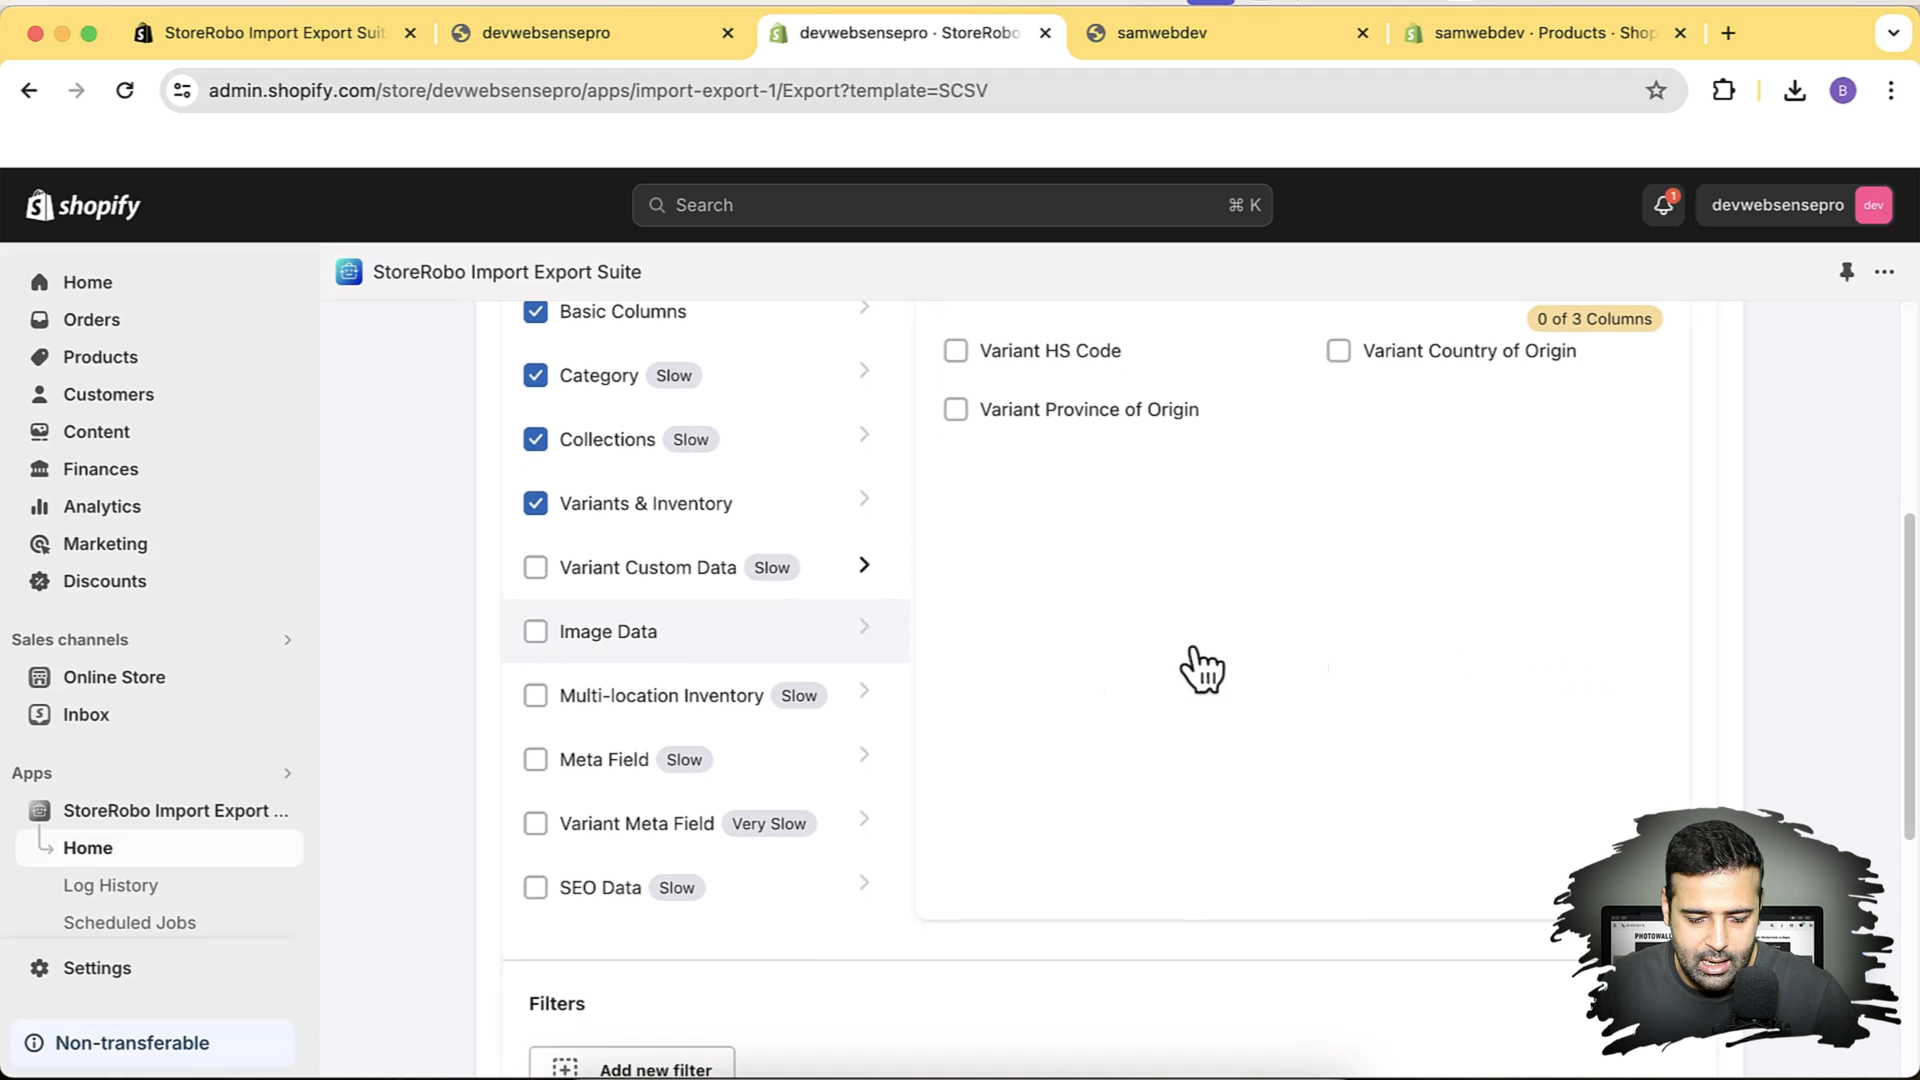 StoreRobo Import Export Suit
devwebsensepro
devwebsensepro · StoreRobo
samwebdev
samwebdev · Products · Shop
admin.shopify.com/store/devwebsensepro/apps/import-export-1/Export?template=SCSV
B
shopify
Search
⌘ K
1
devwebsensepro
dev
Home
Orders
Products
Customers
Content
Finances
Analytics
Marketing
Discounts
Sales channels
Online Store
Inbox
Apps
StoreRobo Import Export ...
Home
Log History
Scheduled Jobs
Settings
Non-transferable
StoreRobo Import Export Suite
Basic Columns
Category Slow
Collections Slow
Variants & Inventory
Variant Custom Data Slow
Image Data
Multi-location Inventory Slow
Meta Field Slow
Variant Meta Field Very Slow
SEO Data Slow
0 of 3 Columns
Variant HS Code
Variant Country of Origin
Variant Province of Origin
Filters
Add new filter
PHOTOWALL